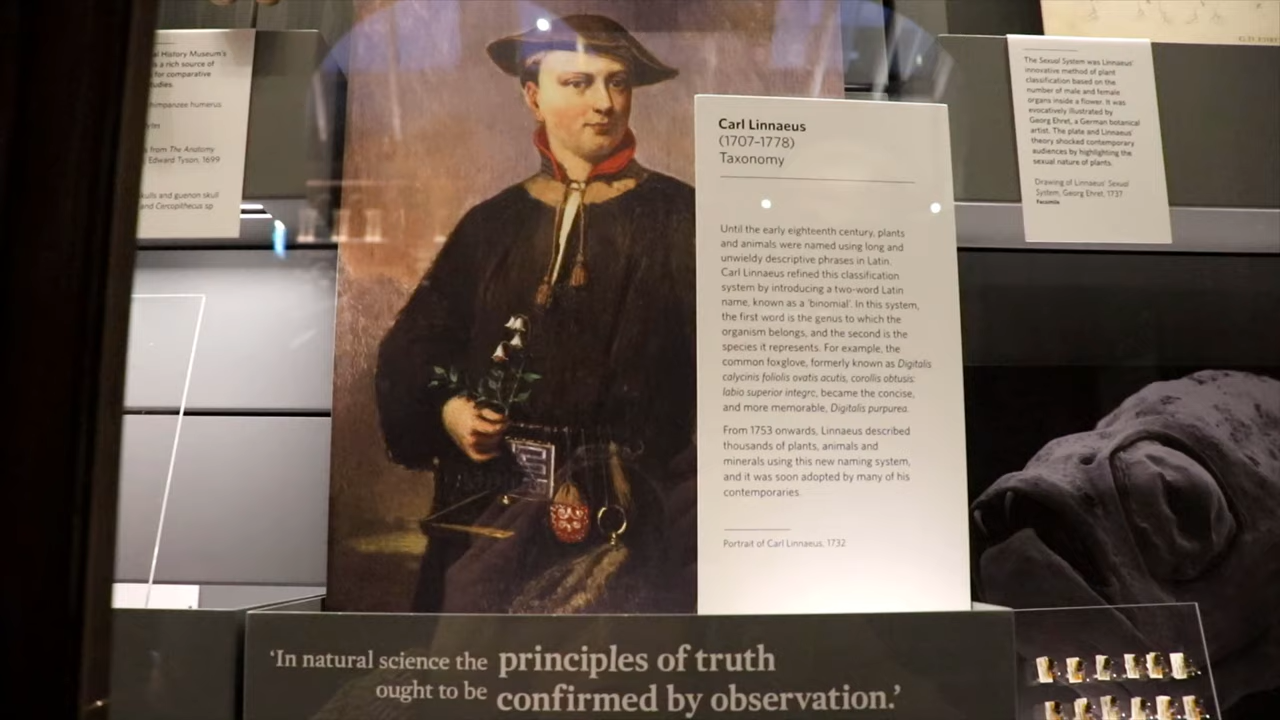 al History Museum's
is a rich source of
for comparative
studies.
chimpanzee humerus
from The Anatomy
Edward Tyson, 1699
skulls and guenon skull
and Cercopithecus sp
Carl Linnaeus
(1707–1778)
Taxonomy
Until the early eighteenth century, plants
and animals were named using long and
unwieldy descriptive phrases in Latin.
Carl Linnaeus refined this classification
system by introducing a two-word Latin
name, known as a 'binomial'. In this system,
the first word is the genus to which the
organism belongs, and the second is the
species it represents. For example, the
common foxglove, formerly known as Digitalis
calycinis foliolis ovatis acutis, corollis obtusis:
labio superior integro, became the concise,
and more memorable, Digitalis purpurea.
From 1753 onwards, Linnaeus described
thousands of plants, animals and
minerals using this new naming system,
and it was soon adopted by many of his
contemporaries.
Portrait of Carl Linnaeus, 1732
The Sexual System was Linnaeus'
innovative method of plant
classification based on the
number of male and female
organs inside a flower. It was
evocatively illustrated by
Georg Ehret, a German botanical
artist. The plate and Linnaeus'
theory shocked contemporary
audiences by highlighting the
sexual nature of plants.
Drawing of Linnaeus' Sexual
System, Georg Ehret, 1737
facsimile
'In natural science the principles of truth
ought to be confirmed by observation.'